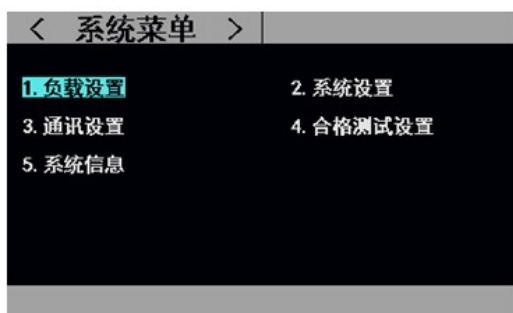 < 系统菜单 >
1. 负载设置 2. 系统设置
3. 通讯设置 4. 合格测试设置
5. 系统信息